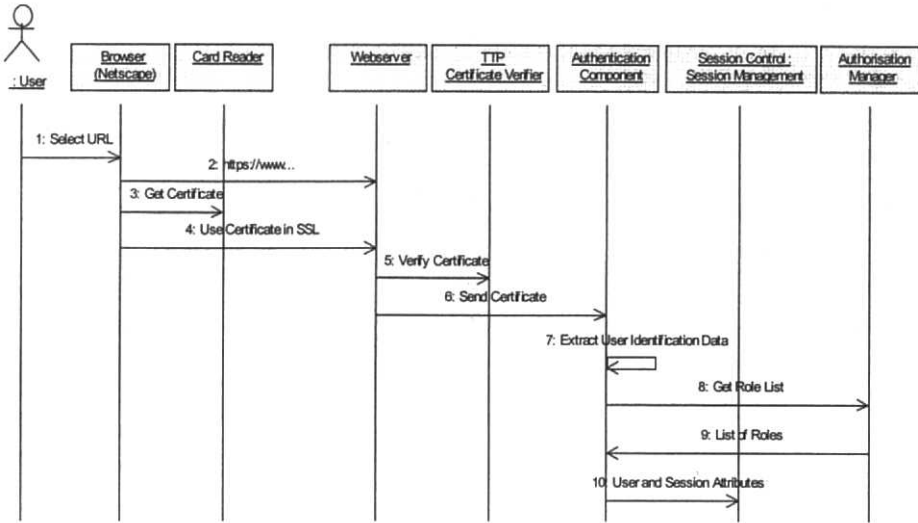 : User
Browser
(Netscape)
Card Reader
Webserver
TTP
Certificate Verifier
Authentication
Component
Session Control :
Session Management
Authorisation
Manager
1: Select URL
2: https://www...
3: Get Certificate
4: Use Certificate in SSL
5: Verify Certificate
6: Send Certificate
7: Extract User Identification Data
8: Get Role List
9: List of Roles
10: User and Session Attributes